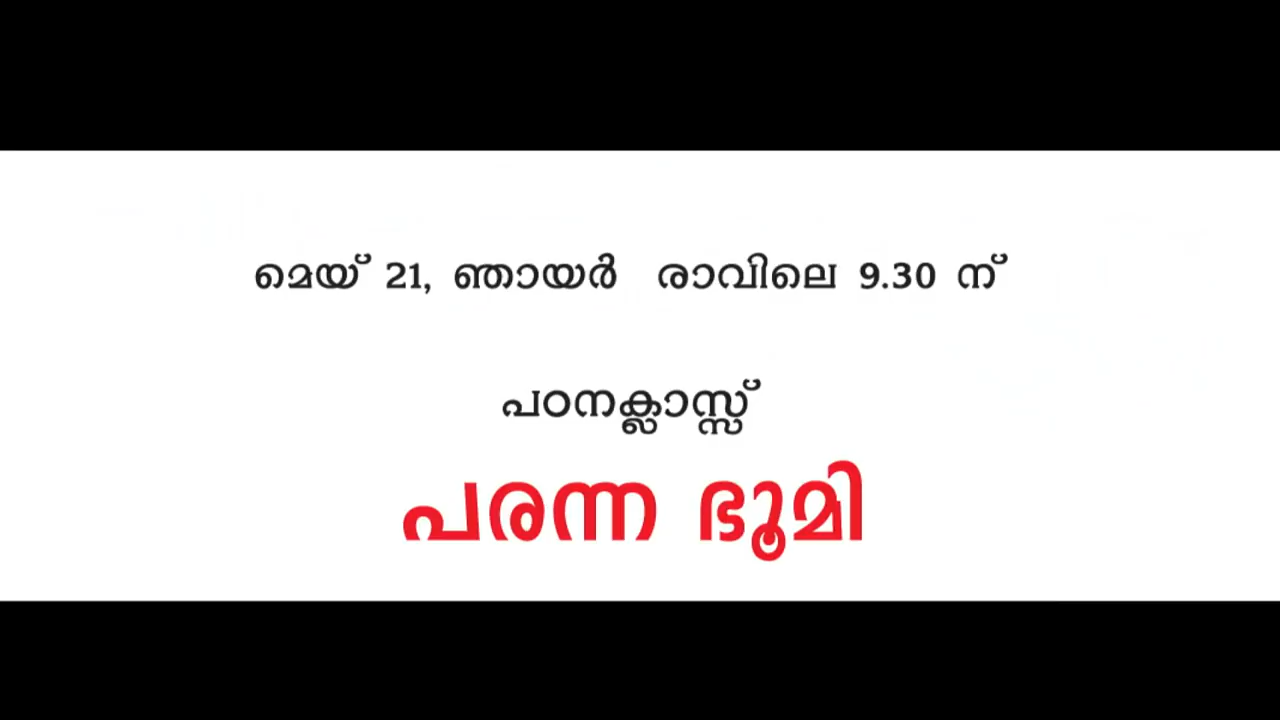 മെയ് 21, ഞായർ രാവിലെ 9.30 ന്
പഠനക്ലാസ്സ്
പരന്ന ഭൂമി